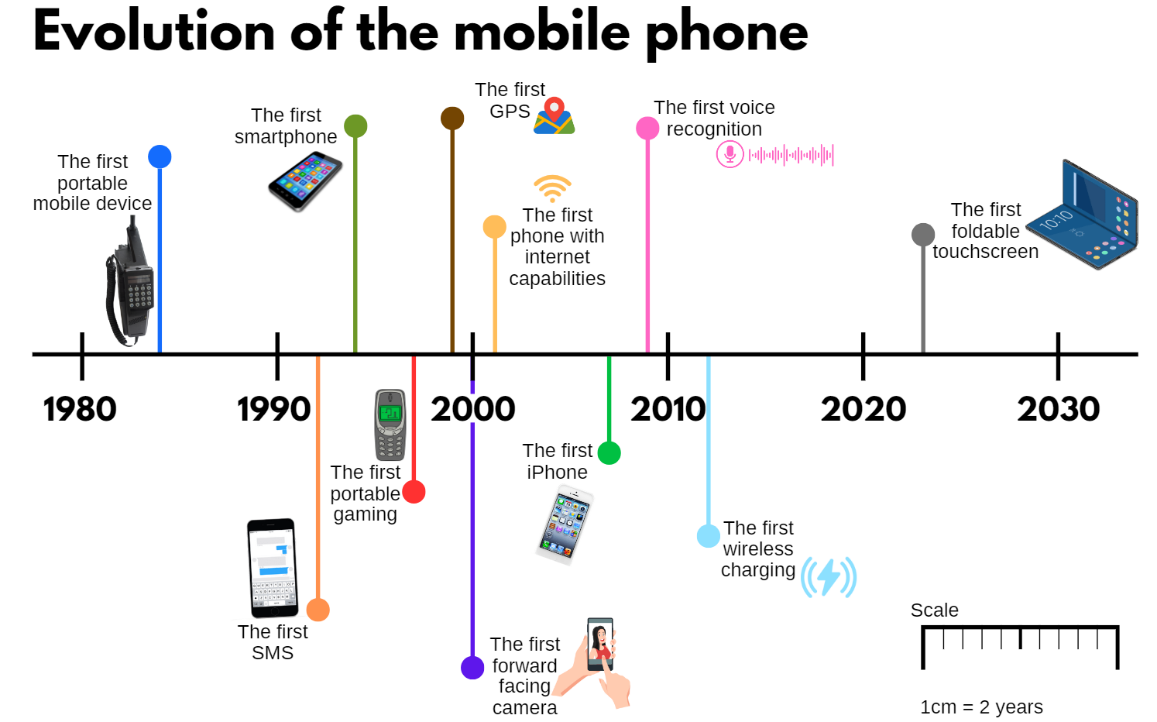 Evolution of the mobile phone
The first
portable
mobile device
The first
smartphone
The first
GPS
The first
phone with
internet
capabilities
The first voice
recognition
The first
foldable
touchscreen
10:10
1980
1990
2000
2010
2020
2030
The first
SMS
The first
portable
gaming
The first
forward
facing
camera
The first
iPhone
The first
wireless
charging
Scale
1cm = 2 years